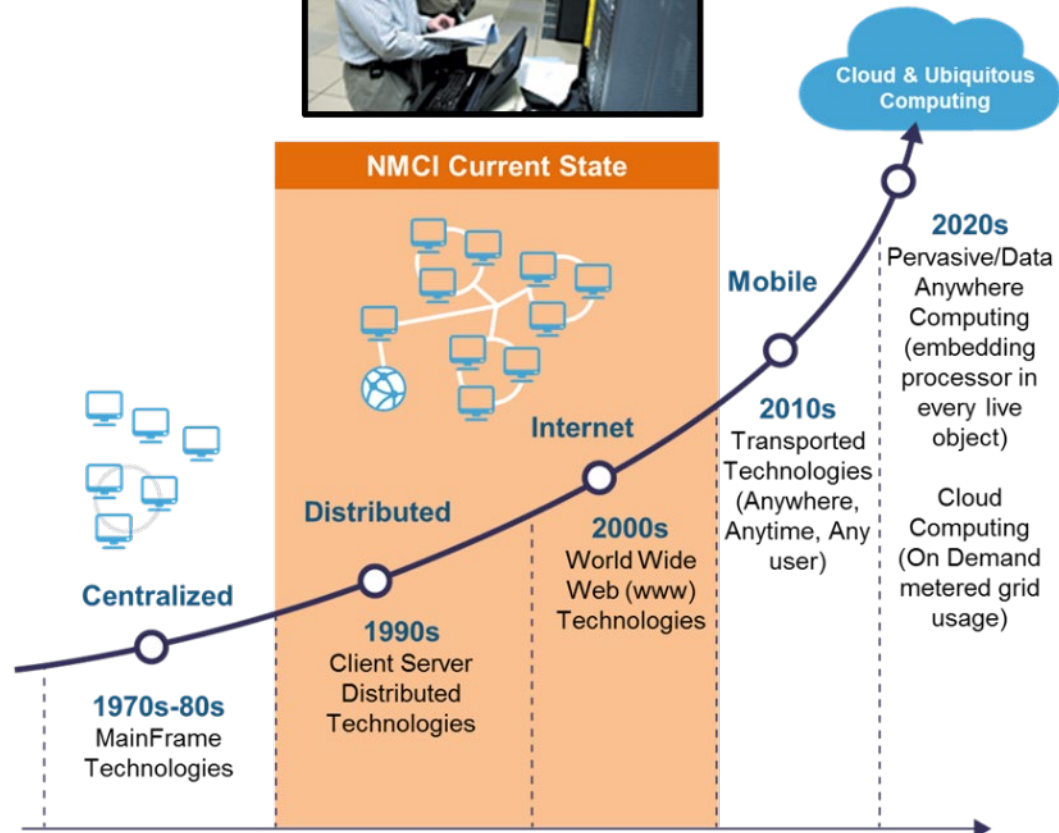 Cloud & Ubiquitous
Computing
NMCI Current State
Centralized
1970s-80s
MainFrame
Technologies
Distributed
1990s
Client Server
Distributed
Technologies
Internet
2000s
World Wide
Web (www)
Technologies
Mobile
2010s
Transported
Technologies
(Anywhere,
Anytime, Any
user)
2020s
Pervasive/Data
Anywhere
Computing
(embedding
processor in
every live
object)
Cloud
Computing
(On Demand
metered grid
usage)